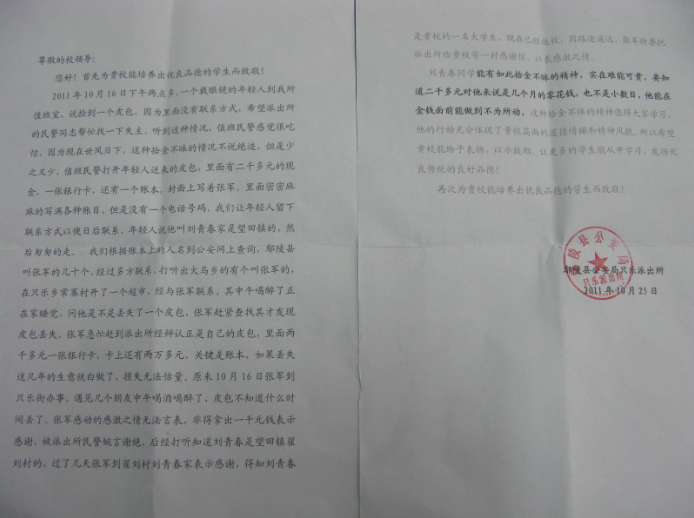 尊敬的校领导：
您好！首先为贵校能培养出优良品德的学生而致敬！
2011年10月16日下午两点多，一个戴眼镜的年轻人到我所
值班室，说拾到一个皮包，因为里面没有联系方式，希望派出所
的民警同志帮忙找一下失主，听到这种情况，值班民警感觉很吃
惊，因为现在世风日下，这种拾金不昧的情况不说绝迹，但是少
之又少，值班民警打开年轻人送来的皮包，里面有二千多元的现
金，一张银行卡，还有一个账本，封面上写着张军，里面密密麻
麻的写满各种账目，但是没有一个电话号码，我们让年轻人留下
联系方式以便日后联系，年轻人说他叫刘青春家是望田镇的，然
后匆匆的走，我们根据账本上的人名到公安网上查询，鄢陵县
叫张军的几十个，经过多方联系，打听出大马乡的有个叫张军的，
在只乐乡常寨村开了一个超市，经与张军联系，其中午喝醉了正
在家睡觉，问他是不是丢失了一个皮包，张军赶紧查找其才发现
皮包丢失，张军急忙赶到派出所经辨认正是自己的皮包，里面两
千多元一张银行卡，卡上还有两万多元，关键是账本，如果丢失
这几年的生意就白做了，损失无法估量。原来10月16日张军到
只乐街办事，遇见几个朋友中午喝酒喝醉了，皮包不知道什么时
间丢了。张军感动的感激之情无法言表，非得拿出一千元钱表示
感谢，被派出所民警婉言谢绝，后经打听知道刘青春是望田镇翟
刘村的，过了几天张军到翟刘村刘青春家表示感谢，得知刘青春
是贵校的一名大学生，现在已经返校，因路途遥远，张军特委托
派出所给贵校寄一封感谢信，以表感激之情。
刘青春同学能有如此拾金不昧的精神，实在难能可贵，要知
道二千多元对他来说是几个月的零花钱，也不是小数目，他能在
金钱面前能做到不为所动，这种拾金不昧的精神值得大家学习，
他的行动充分体现了贵校高尚的道德情操和精神风貌，所以希望
贵校能给予表扬，以示鼓励，让更多的学生能从中学习，发扬优
良传统的良好品德！
再次为贵校能培养出优良品德的学生而致敬！
鄢陵县公安局
只乐派出所
鄢陵县公安局只乐派出所
2011年10月25日